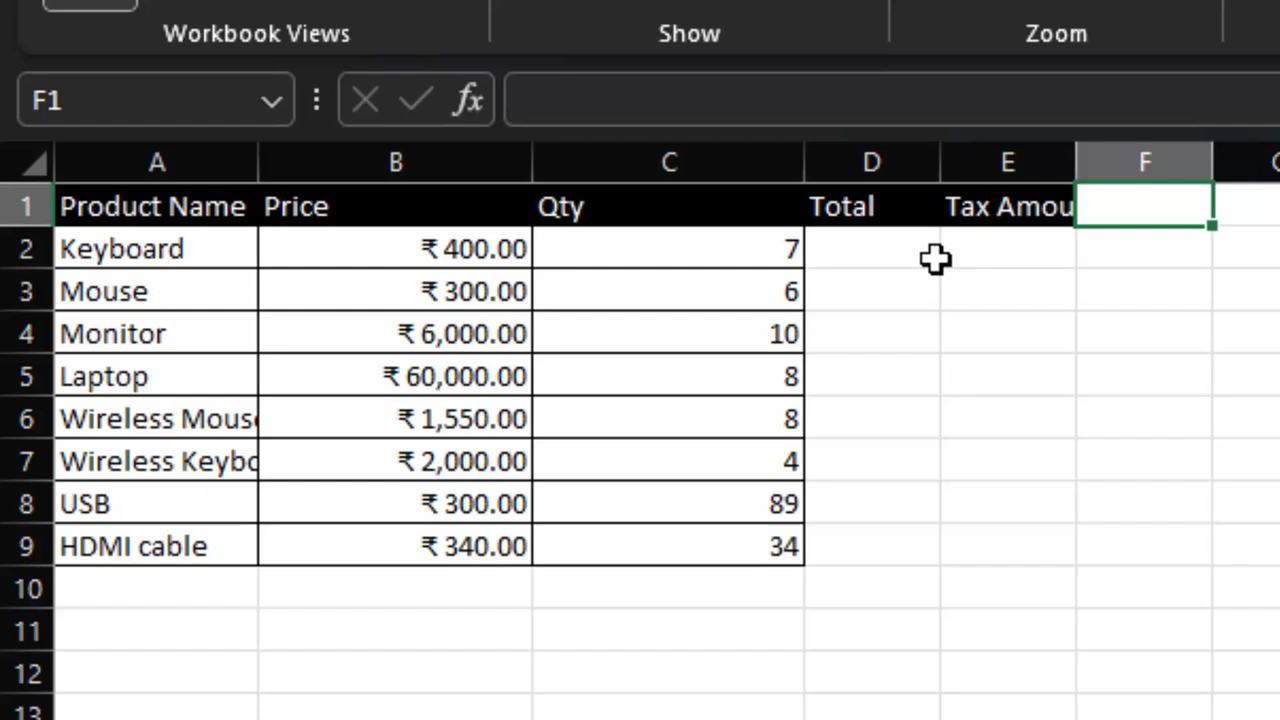 Workbook Views Show Zoom
F1 fx
A B C D E F
1 Product Name Price Qty Total Tax Amou
2 Keyboard ₹ 400.00 7
3 Mouse ₹ 300.00 6
4 Monitor ₹ 6,000.00 10
5 Laptop ₹ 60,000.00 8
6 Wireless Mous ₹ 1,550.00 8
7 Wireless Keyb ₹ 2,000.00 4
8 USB ₹ 300.00 89
9 HDMI cable ₹ 340.00 34
10
11
12
13